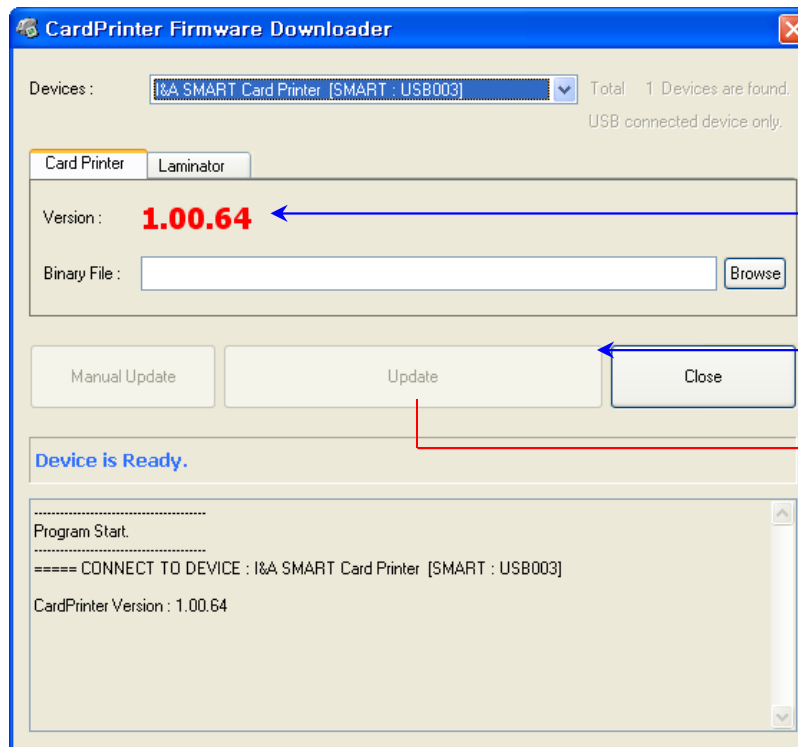 CardPrinter Firmware Downloader
Devices : I&A SMART Card Printer [SMART : USB003] Total 1 Devices are found.
USB connected device only.
Card Printer Laminator
Version : 1.00.64
Binary File : Browse
Manual Update Update Close
Device is Ready.
----------------------------------------
Program Start.
----------------------------------------
===== CONNECT TO DEVICE : I&A SMART Card Printer [SMART : USB003]
CardPrinter Version : 1.00.64